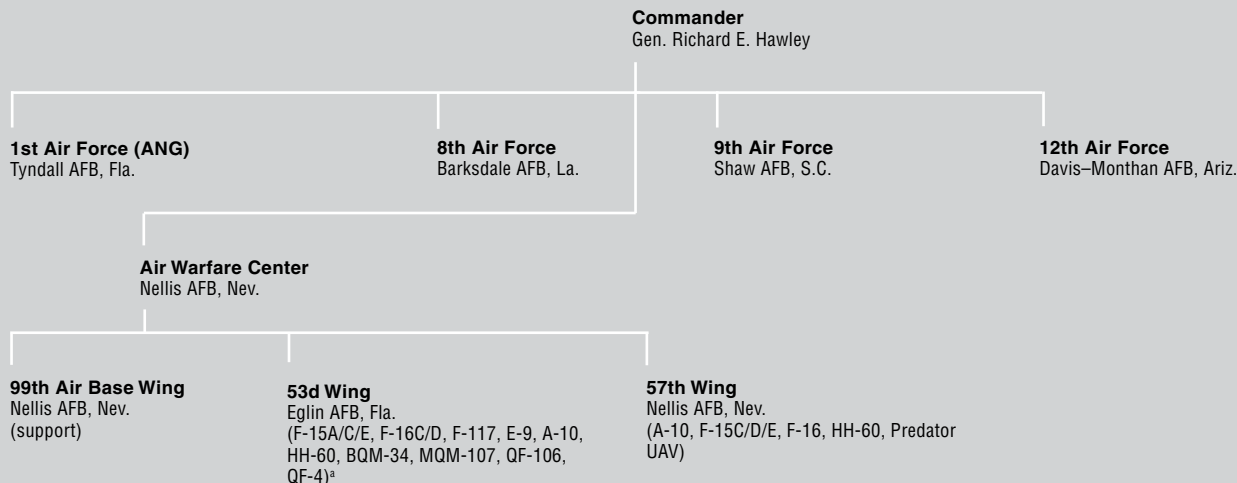 Commander
Gen. Richard E. Hawley
1st Air Force (ANG)
Tyndall AFB, Fla.
8th Air Force
Barksdale AFB, La.
9th Air Force
Shaw AFB, S.C.
12th Air Force
Davis–Monthan AFB, Ariz.
Air Warfare Center
Nellis AFB, Nev.
99th Air Base Wing
Nellis AFB, Nev.
(support)
53d Wing
Eglin AFB, Fla.
(F-15A/C/E, F-16C/D, F-117, E-9, A-10,
HH-60, BQM-34, MQM-107, QF-106,
QF-4)ª
57th Wing
Nellis AFB, Nev.
(A-10, F-15C/D/E, F-16, HH-60, Predator
UAV)